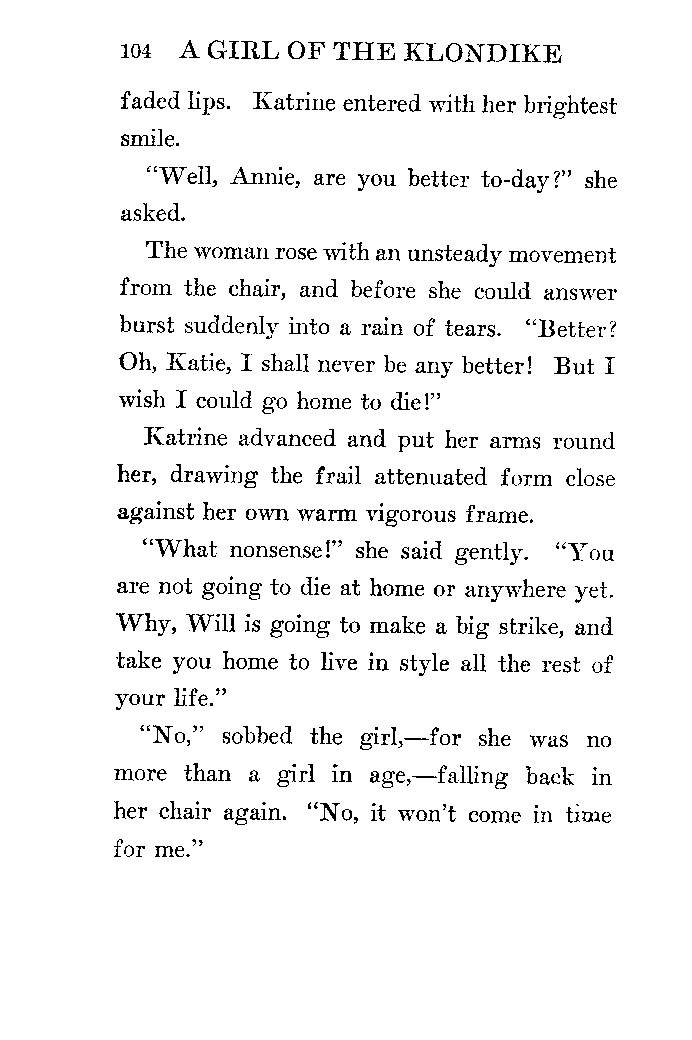 104 A GIRL OF THE KLONDIKE
faded lips. Katrine entered with her brightest
smile.
"Well, Annie, are you better to-day?" she
asked.
The woman rose with an unsteady movement
from the chair, and before she could answer
burst suddenly into a rain of tears. "Better?
Oh, Katie, I shall never be any better! But I
wish I could go home to die!"
Katrine advanced and put her arms round
her, drawing the frail attenuated form close
against her own warm vigorous frame.
"What nonsense!" she said gently. "You
are not going to die at home or anywhere yet.
Why, Will is going to make a big strike, and
take you home to live in style all the rest of
your life."
"No," sobbed the girl,—for she was no
more than a girl in age,—falling back in
her chair again. "No, it won't come in time
for me."